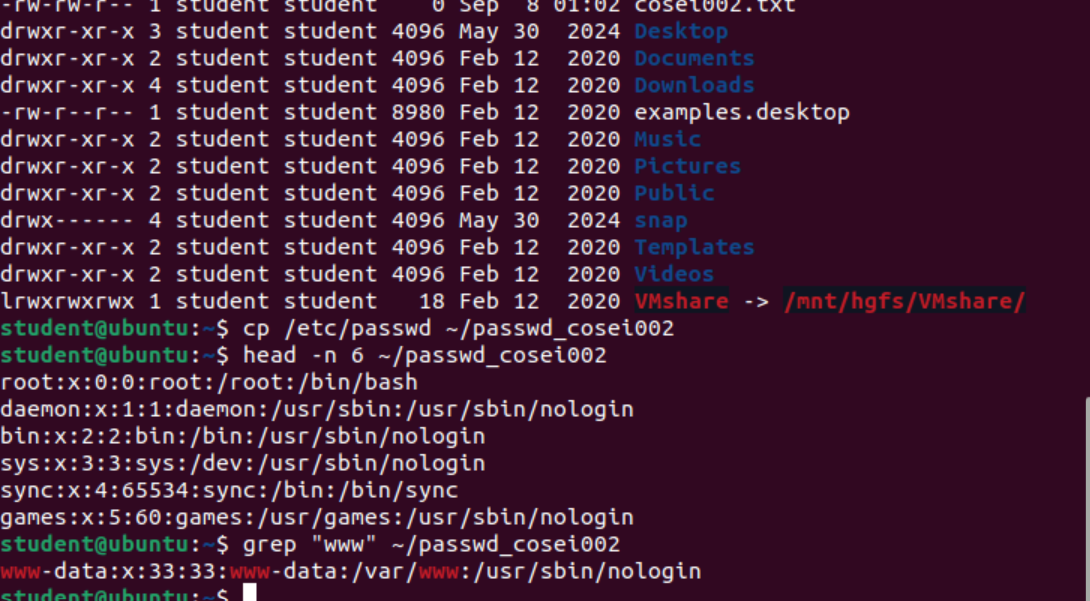 -rw-rw-r-- 1 student student    0 Sep  8 01:02 cosei002.txt
drwxr-xr-x 3 student student 4096 May 30  2024 Desktop
drwxr-xr-x 2 student student 4096 Feb 12  2020 Documents
drwxr-xr-x 4 student student 4096 Feb 12  2020 Downloads
-rw-r--r-- 1 student student 8980 Feb 12  2020 examples.desktop
drwxr-xr-x 2 student student 4096 Feb 12  2020 Music
drwxr-xr-x 2 student student 4096 Feb 12  2020 Pictures
drwxr-xr-x 2 student student 4096 Feb 12  2020 Public
drwx------ 4 student student 4096 May 30  2024 snap
drwxr-xr-x 2 student student 4096 Feb 12  2020 Templates
drwxr-xr-x 2 student student 4096 Feb 12  2020 Videos
lrwxrwxrwx 1 student student   18 Feb 12  2020 VMshare -> /mnt/hgfs/VMshare/
student@ubuntu:~$ cp /etc/passwd ~/passwd_cosei002
student@ubuntu:~$ head -n 6 ~/passwd_cosei002
root:x:0:0:root:/root:/bin/bash
daemon:x:1:1:daemon:/usr/sbin:/usr/sbin/nologin
bin:x:2:2:bin:/bin:/usr/sbin/nologin
sys:x:3:3:sys:/dev:/usr/sbin/nologin
sync:x:4:65534:sync:/bin:/bin/sync
games:x:5:60:games:/usr/games:/usr/sbin/nologin
student@ubuntu:~$ grep "www" ~/passwd_cosei002
www-data:x:33:33:www-data:/var/www:/usr/sbin/nologin
student@ubuntu:~$